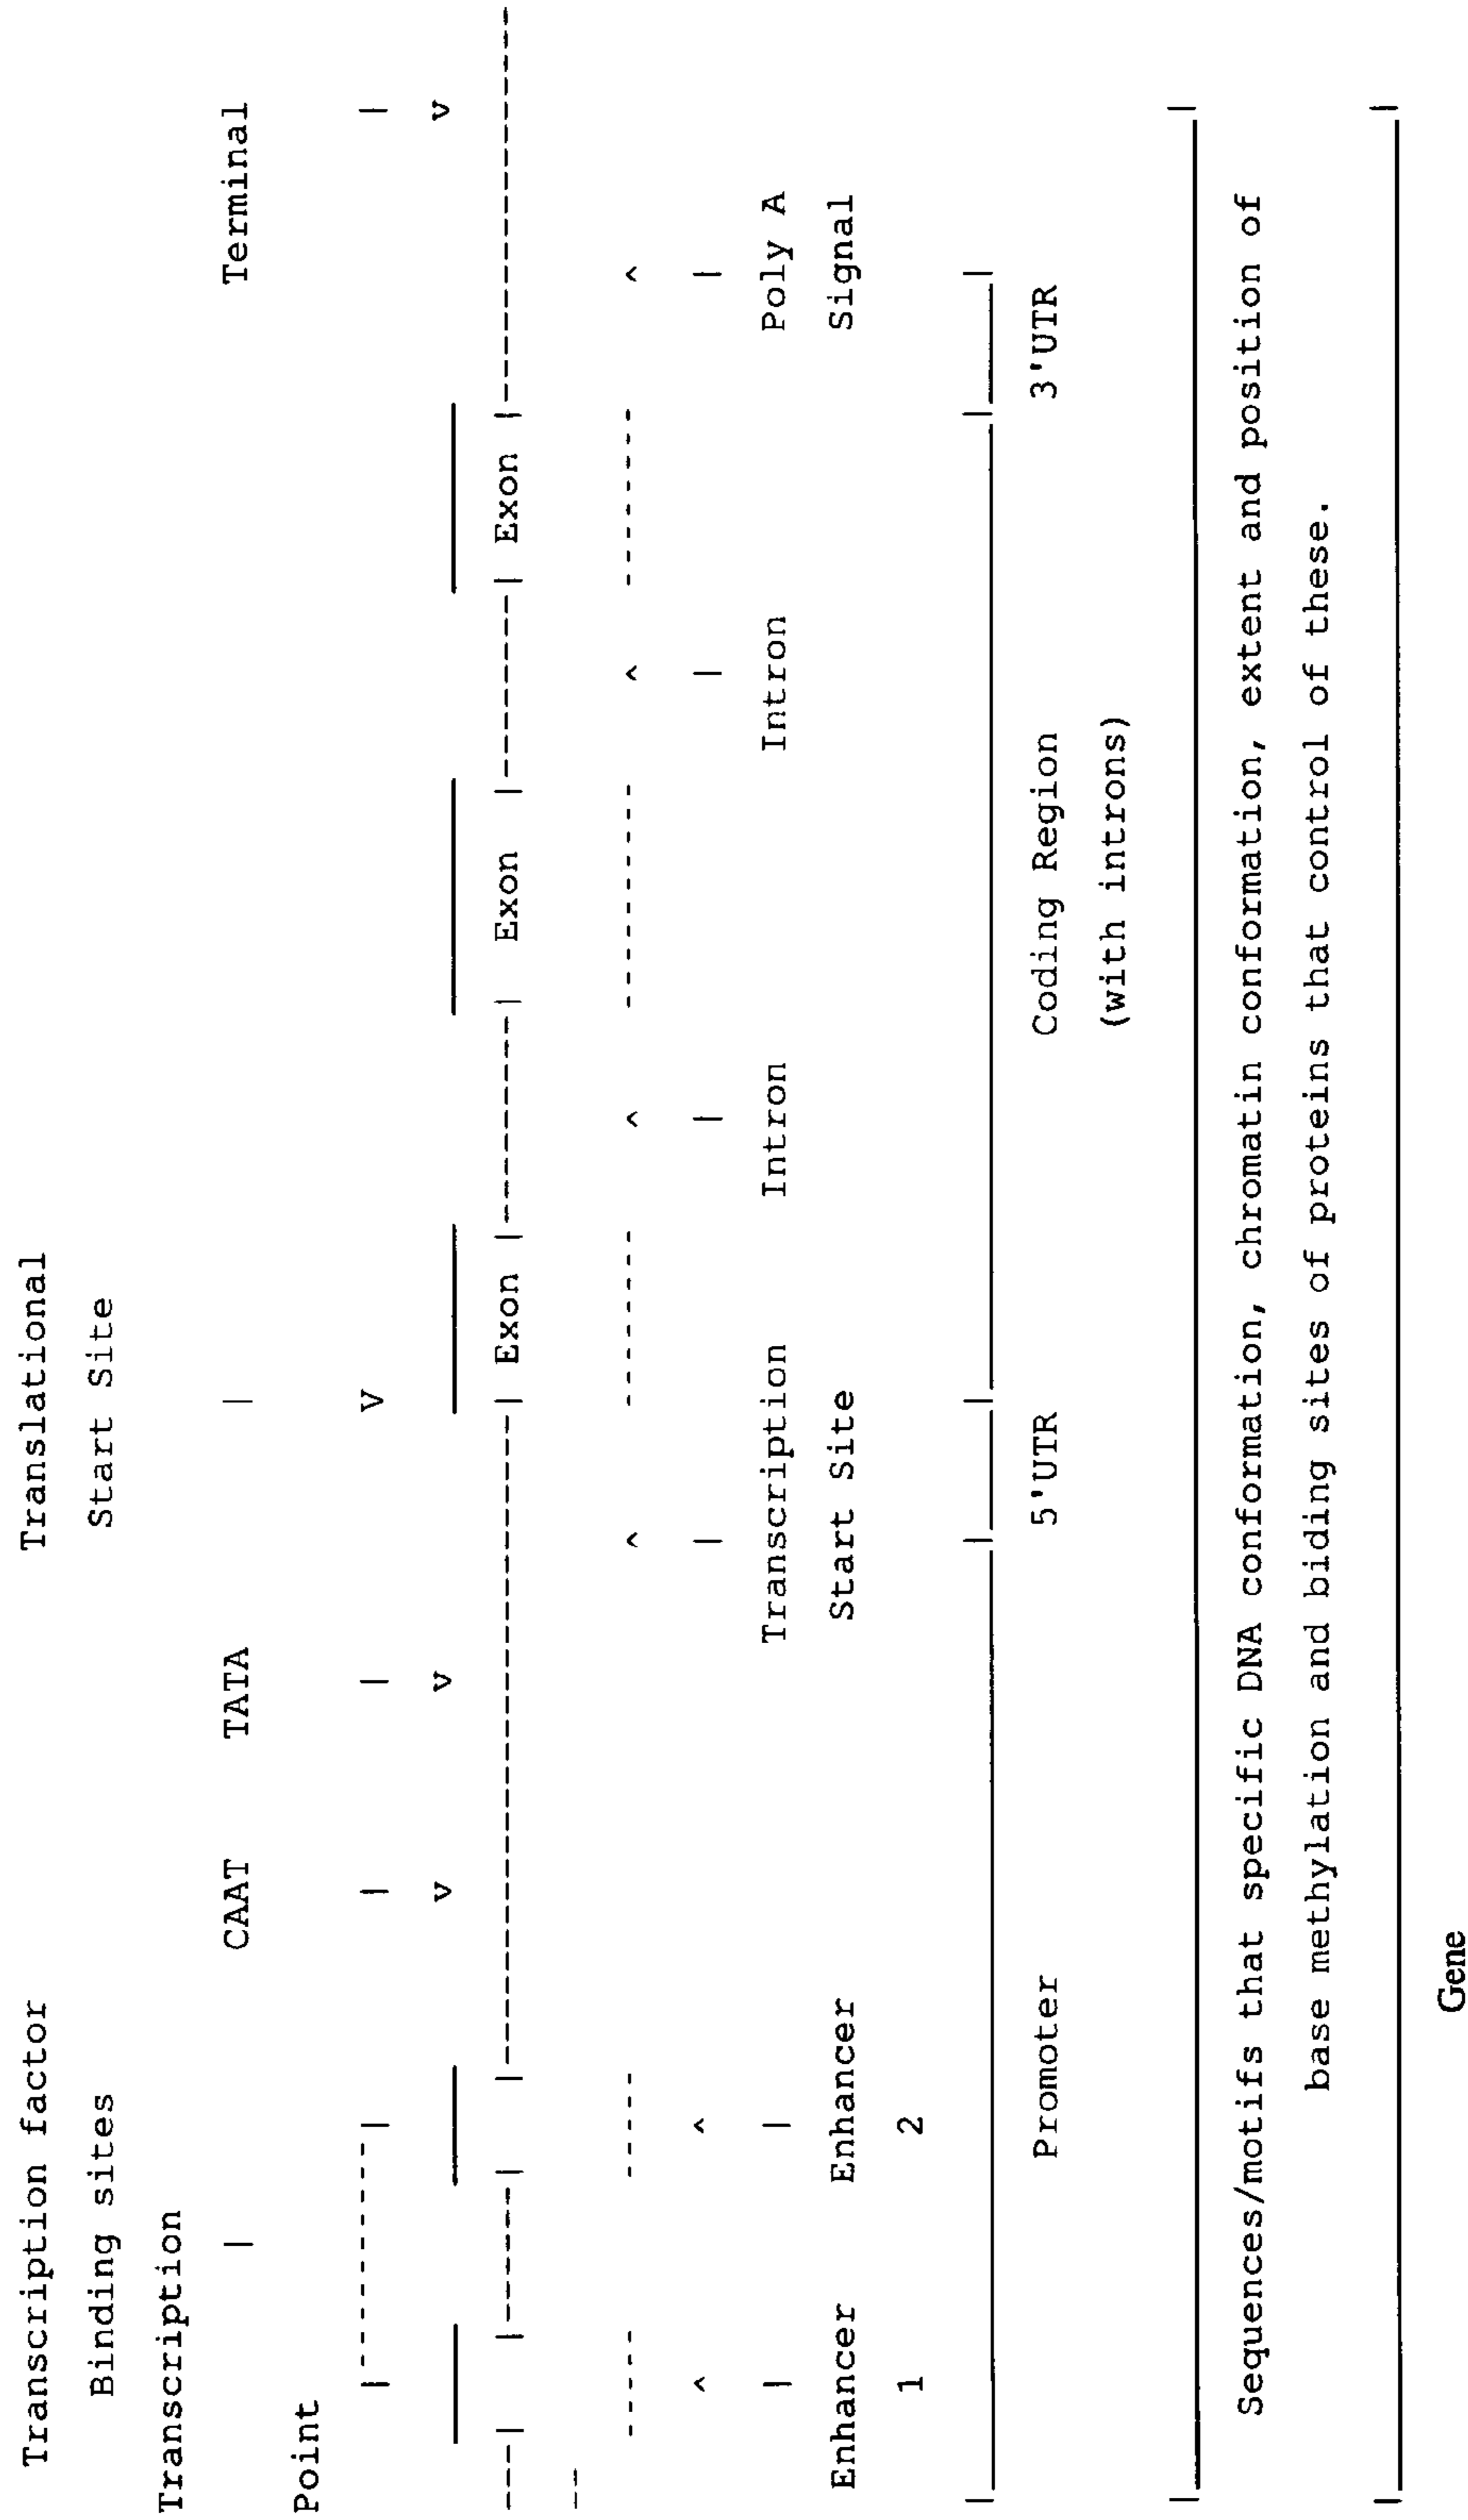 Transcription factor Translational
Binding sites Start Site
Transcription CAAT TATA Terminal
Point
Exon Exon Exon
Transcription Intron Intron Poly A
Enhancer Enhancer Start Site Signal
1 2
Promoter 5'UTR Coding Region 3'UTR
(with introns)
Sequences/motifs that specific DNA conformation, chromatin conformation, extent and position of
base methylation and biding sites of proteins that control of these.
Gene